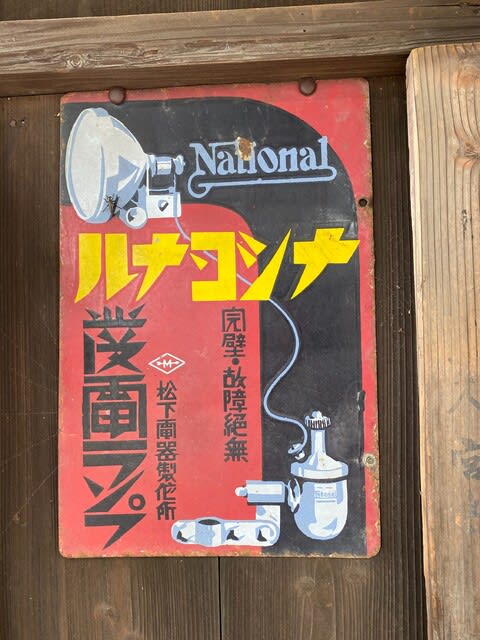 National
ナショナル
完璧・故障絶無
M
松下電器製作所
發電ランプ